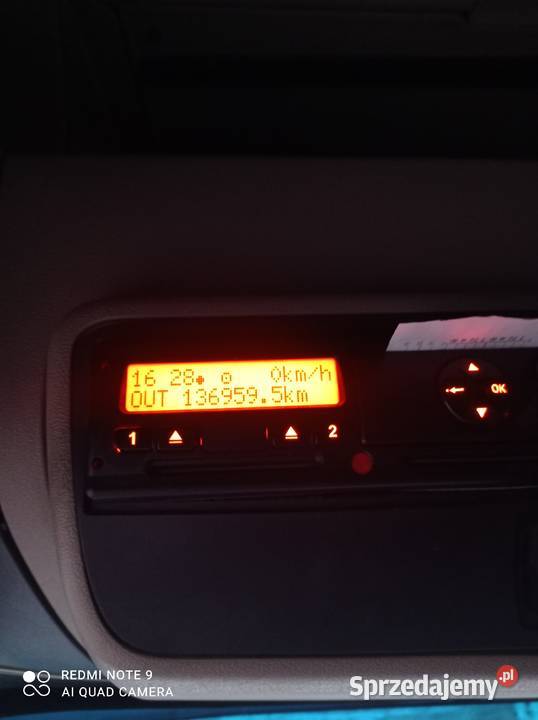 16 28 0km/h
OUT 136959.5km
1 2
OK
REDMI NOTE 9
AI QUAD CAMERA
Sprzedajemy.pl